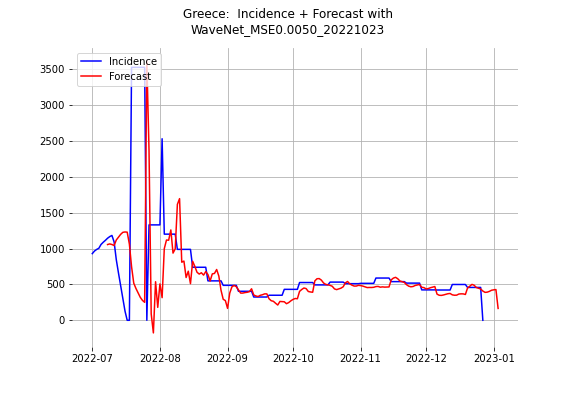 Greece:  Incidence + Forecast with
WaveNet_MSE0.0050_20221023
Incidence
Forecast
3500
3000
2500
2000
1500
1000
500
0
2022-07 2022-08 2022-09 2022-10 2022-11 2022-12 2023-01